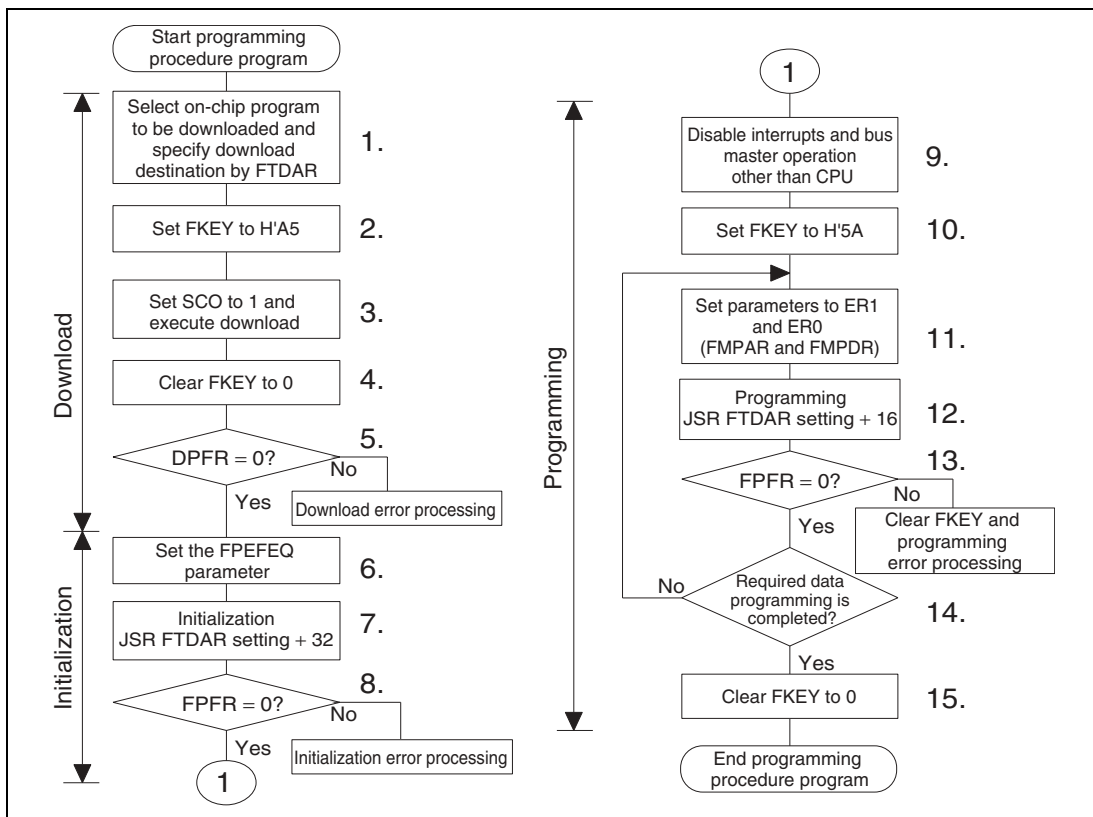 Start programming
procedure program
Download
Select on-chip program
to be downloaded and
specify download
destination by FTDAR
1.
Set FKEY to H'A5
2.
Set SCO to 1 and
execute download
3.
Clear FKEY to 0
4.
5.
DPFR = 0?
No
Yes
Download error processing
Initialization
Set the FPEFEQ
parameter
6.
Initialization
JSR FTDAR setting + 32
7.
8.
FPFR = 0?
No
Yes
Initialization error processing
1
1
Programming
Disable interrupts and bus
master operation
other than CPU
9.
Set FKEY to H'5A
10.
Set parameters to ER1
and ER0
(FMPAR and FMPDR)
11.
Programming
JSR FTDAR setting + 16
12.
13.
FPFR = 0?
No
Yes
Clear FKEY and
programming
error processing
No
Required data
programming is
completed?
14.
Yes
Clear FKEY to 0
15.
End programming
procedure program